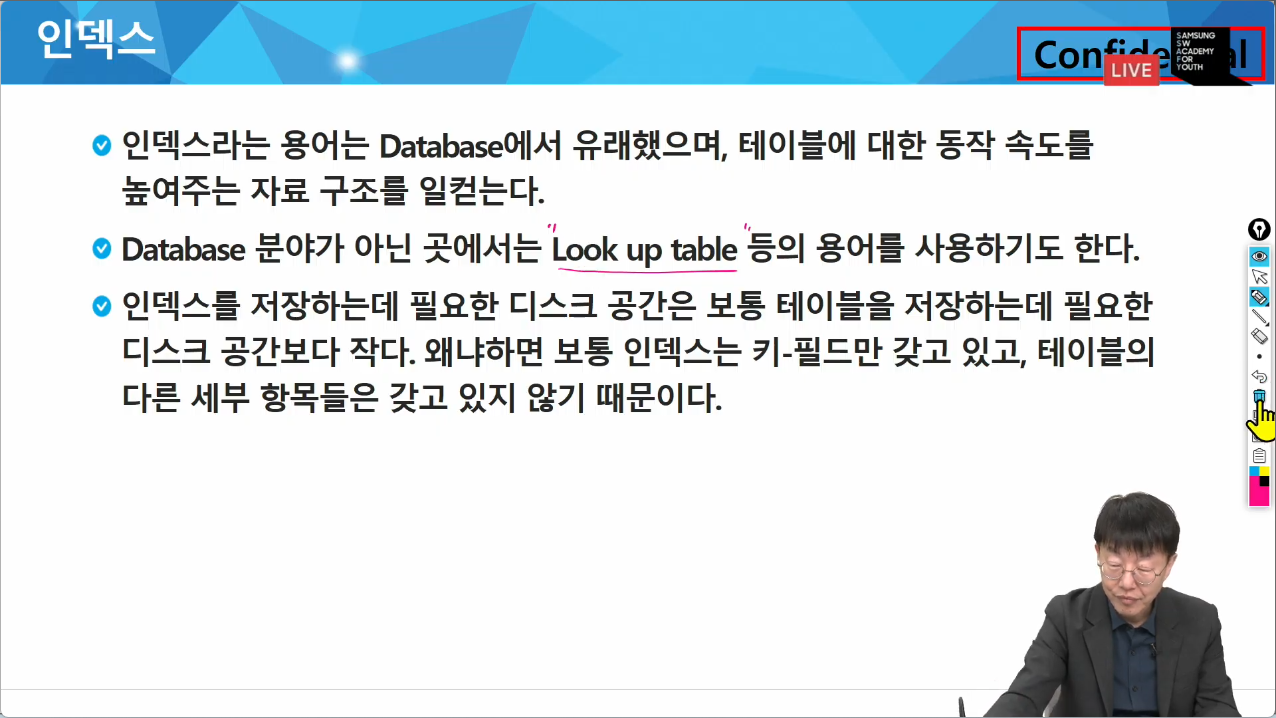 인덱스
Confidential
SAMSUNG
SW
ACADEMY
FOR
YOUTH
LIVE
인덱스라는 용어는 Database에서 유래했으며, 테이블에 대한 동작 속도를
높여주는 자료 구조를 일컫는다.
Database 분야가 아닌 곳에서는 "Look up table" 등의 용어를 사용하기도 한다.
인덱스를 저장하는데 필요한 디스크 공간은 보통 테이블을 저장하는데 필요한
디스크 공간보다 작다. 왜냐하면 보통 인덱스는 키-필드만 갖고 있고, 테이블의
다른 세부 항목들은 갖고 있지 않기 때문이다.